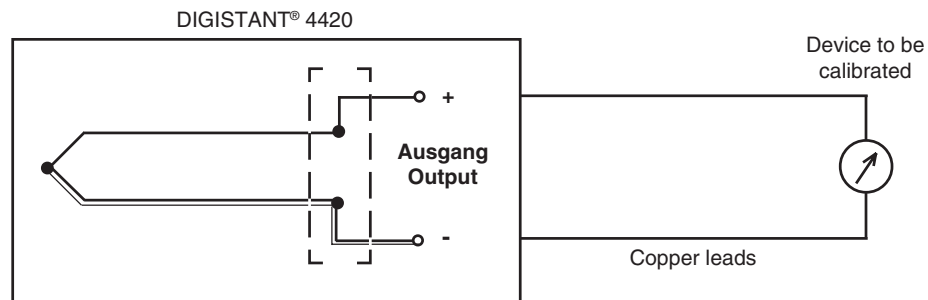 DIGISTANT® 4420
Device to be
calibrated
+
Ausgang
Output
-
Copper leads